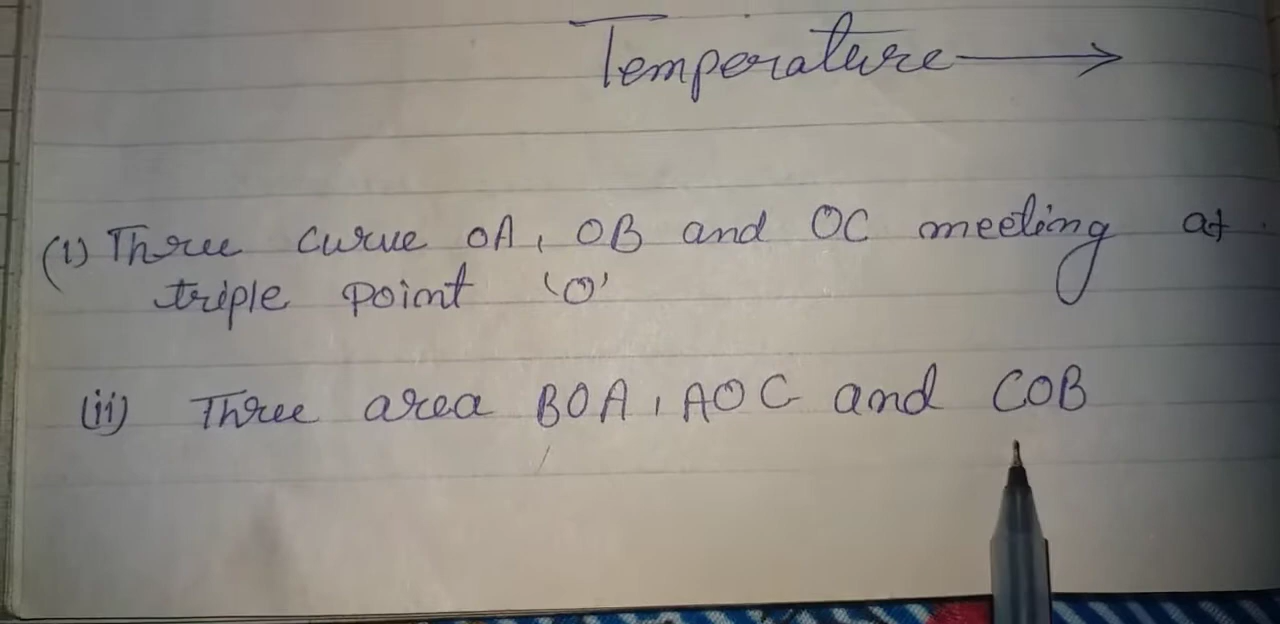 Temperature →
(i) Three curve OA, OB and OC meeting at
triple point 'O'
(ii) Three area BOA, AOC and COB